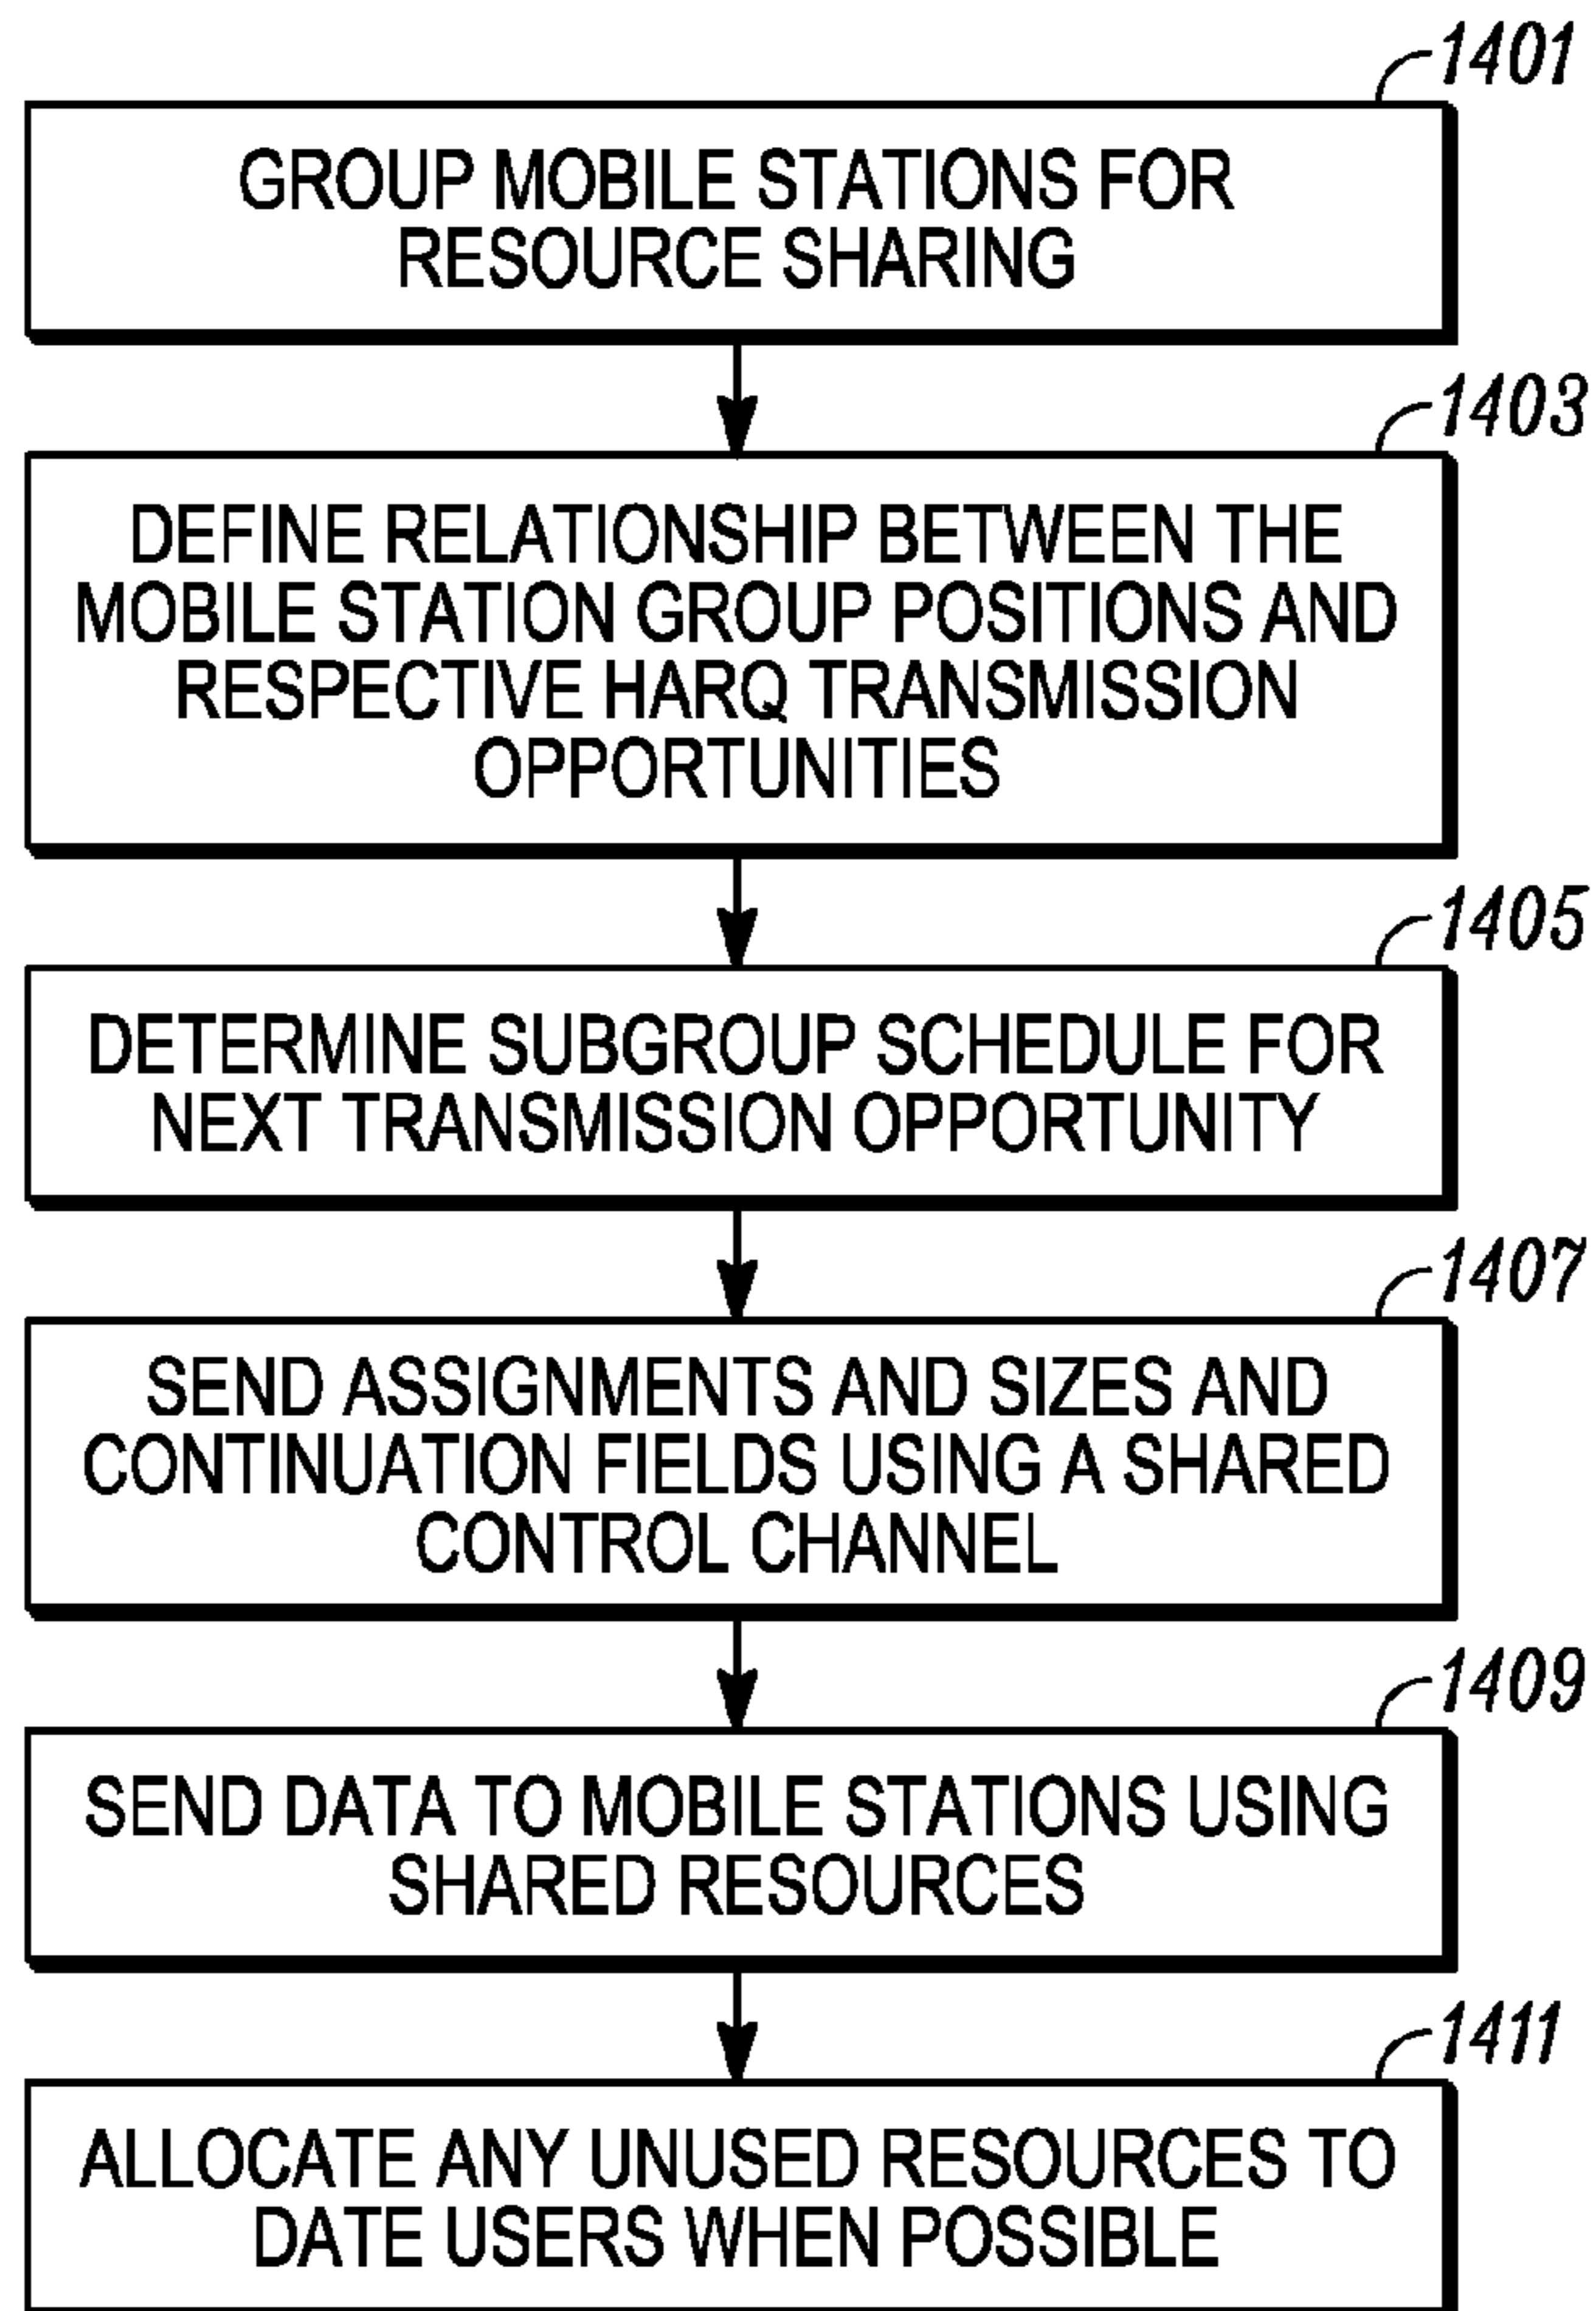 1401
GROUP MOBILE STATIONS FOR
RESOURCE SHARING
1403
DEFINE RELATIONSHIP BETWEEN THE
MOBILE STATION GROUP POSITIONS AND
RESPECTIVE HARQ TRANSMISSION
OPPORTUNITIES
1405
DETERMINE SUBGROUP SCHEDULE FOR
NEXT TRANSMISSION OPPORTUNITY
1407
SEND ASSIGNMENTS AND SIZES AND
CONTINUATION FIELDS USING A SHARED
CONTROL CHANNEL
1409
SEND DATA TO MOBILE STATIONS USING
SHARED RESOURCES
1411
ALLOCATE ANY UNUSED RESOURCES TO
DATE USERS WHEN POSSIBLE